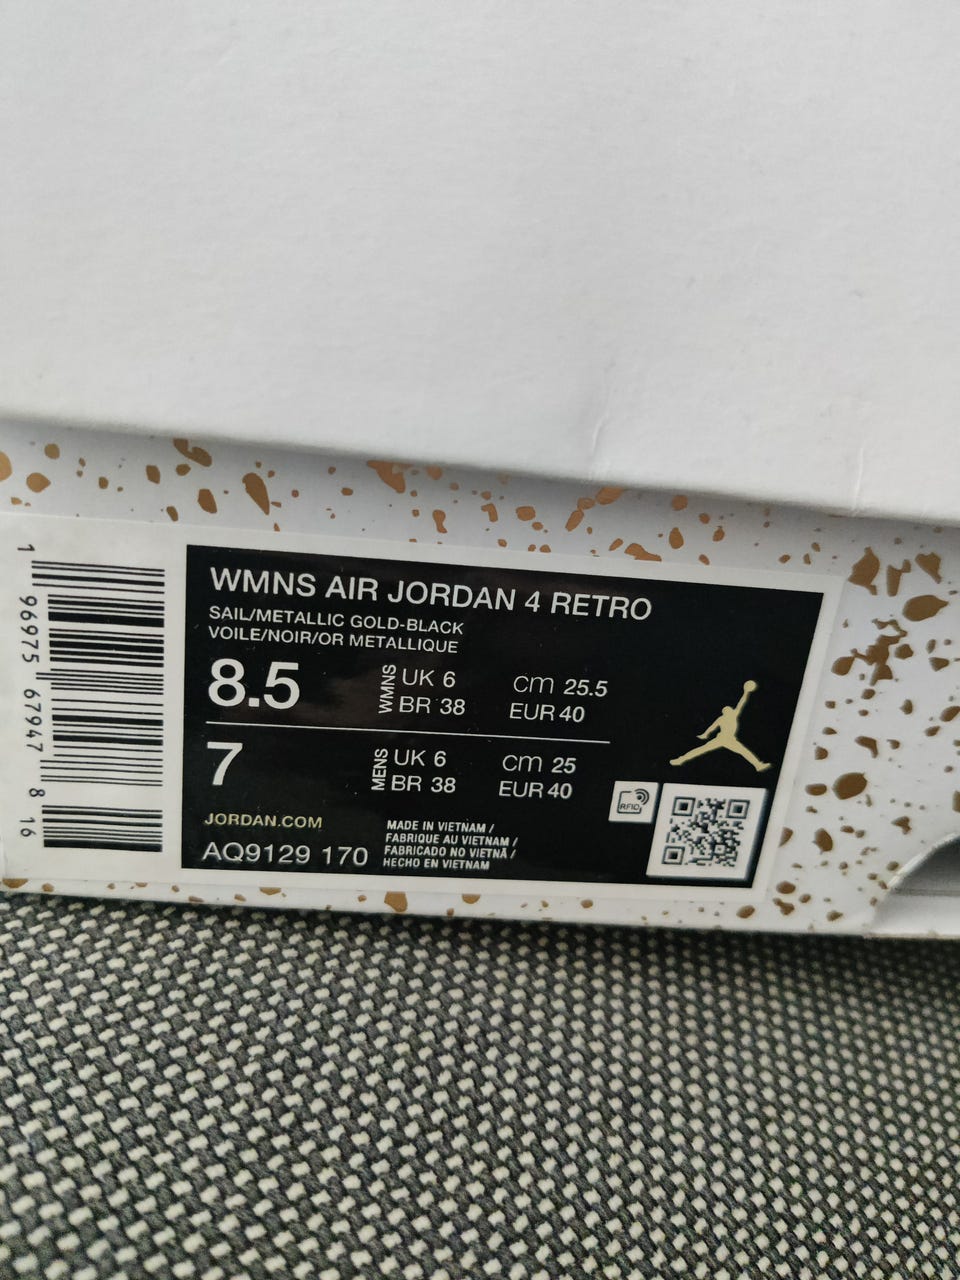 1 96975 67947 8 16
WMNS AIR JORDAN 4 RETRO
SAIL/METALLIC GOLD-BLACK
VOILE/NOIR/OR METALLIQUE
8.5 WMNS UK 6 cm 25.5
BR 38 EUR 40
7 MENS UK 6 cm 25
BR 38 EUR 40
RFID
JORDAN.COM
AQ9129 170
MADE IN VIETNAM /
FABRIQUE AU VIETNAM /
FABRICADO NO VIETNÃ /
HECHO EN VIETNAM